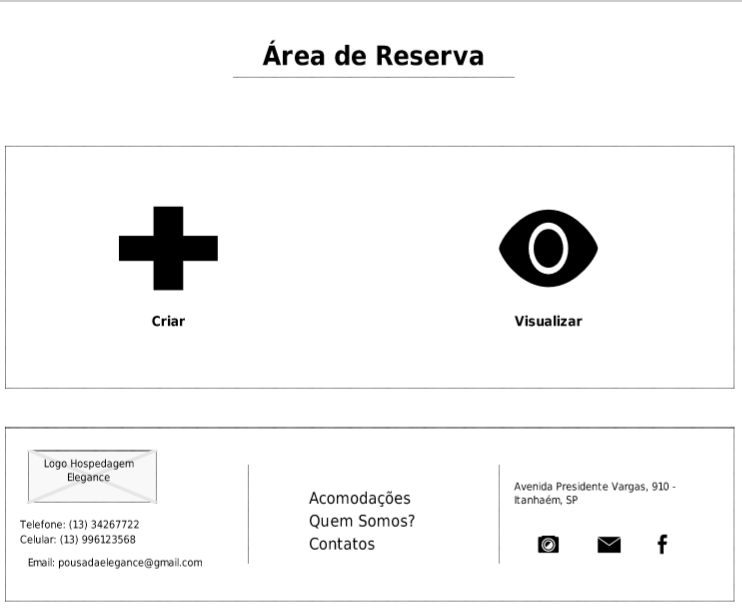 Área de Reserva
Criar
Visualizar
Logo Hospedagem
Elegance
Telefone: (13) 34267722
Celular: (13) 996123568
Email: pousadaelegance@gmail.com
Acomodações
Quem Somos?
Contatos
Avenida Presidente Vargas, 910 -
Itanhaém, SP